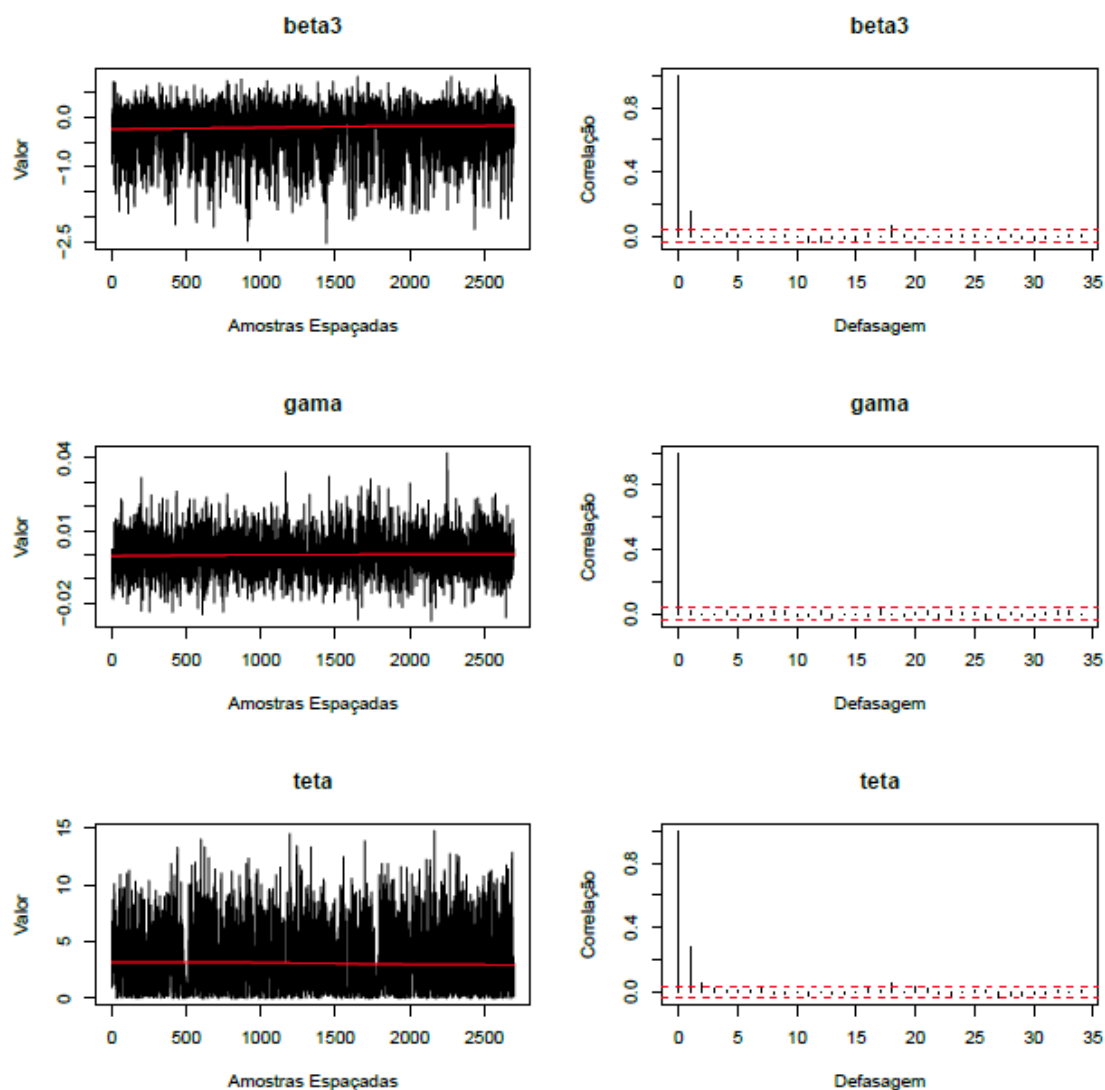 beta3
beta3
Valor
0.0
−1.0
−2.5
0 500 1000 1500 2000 2500
Amostras Espaçadas
Correlação
0.8
0.4
0.0
0 5 10 15 20 25 30 35
Defasagem
gama
gama
Valor
0.04
0.01
−0.02
0 500 1000 1500 2000 2500
Amostras Espaçadas
Correlação
0.8
0.4
0.0
0 5 10 15 20 25 30 35
Defasagem
teta
teta
Valor
15
10
5
0
0 500 1000 1500 2000 2500
Amostras Espaçadas
Correlação
0.8
0.4
0.0
0 5 10 15 20 25 30 35
Defasagem